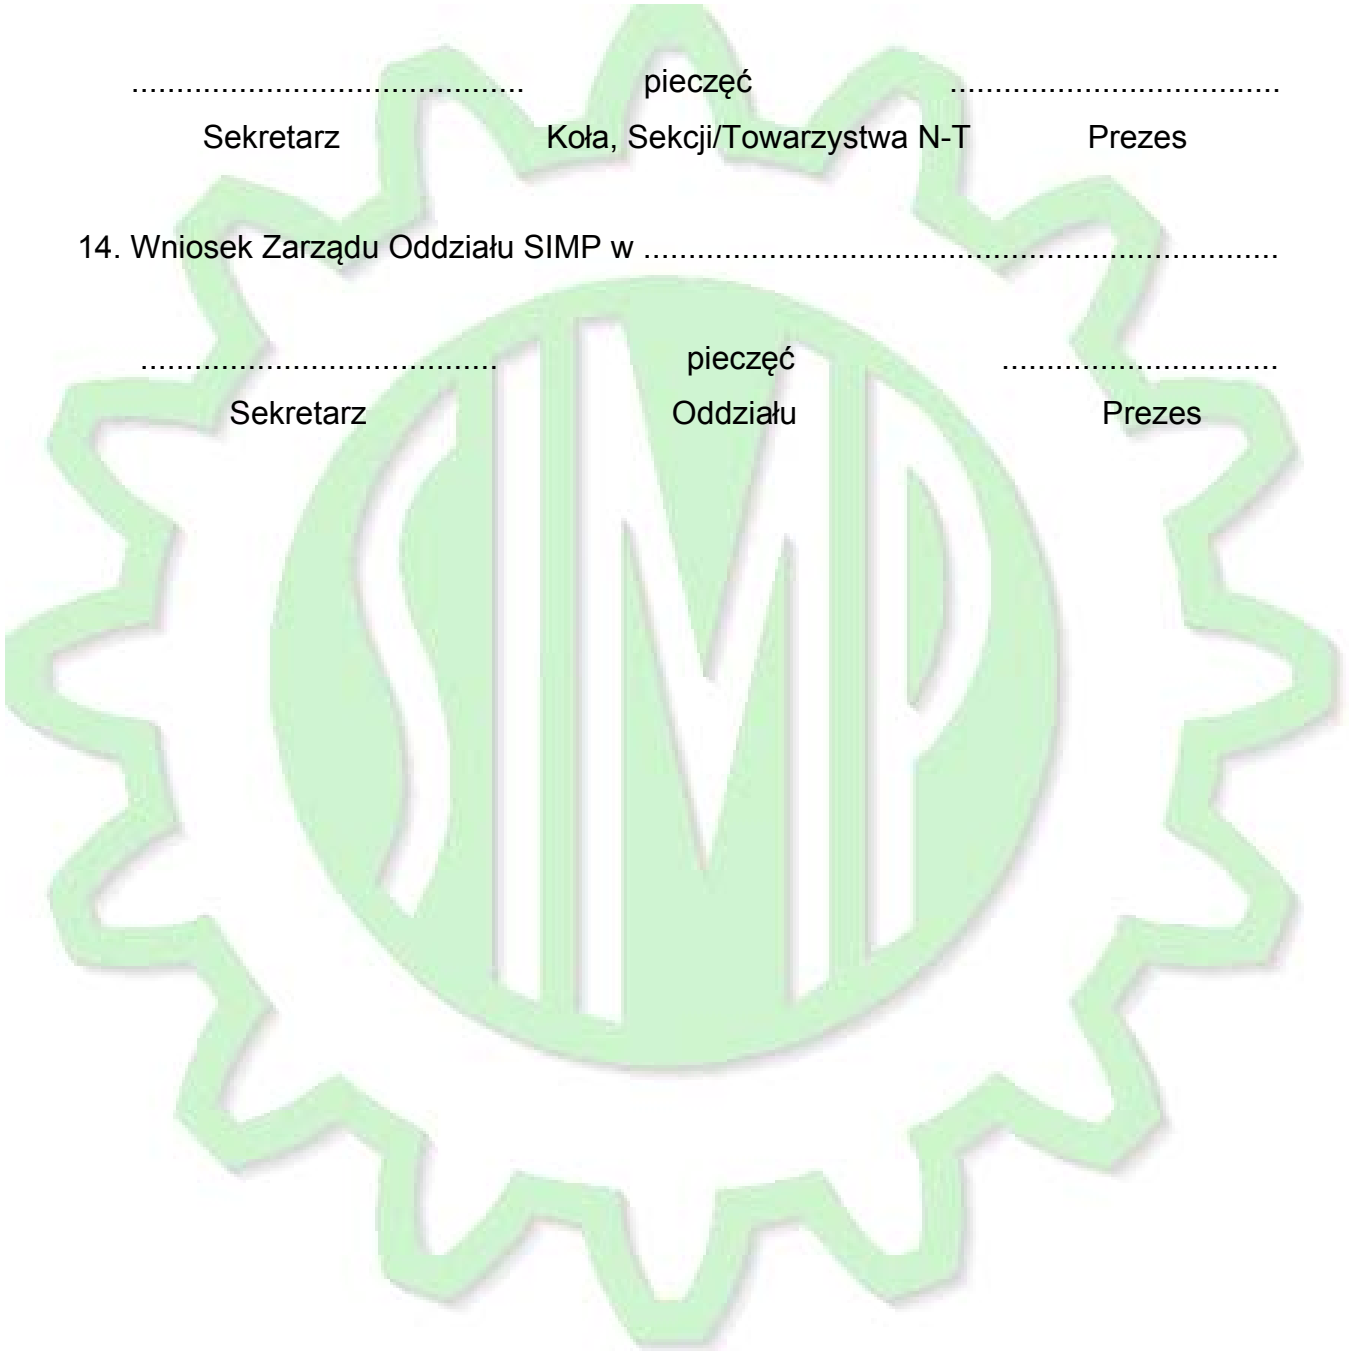 ............................................ pieczęć .....................................
Sekretarz Koła, Sekcji/Towarzystwa N-T Prezes
14. Wniosek Zarządu Oddziału SIMP w .......................................................................
........................................ pieczęć ...............................
Sekretarz Oddziału Prezes
SIMP